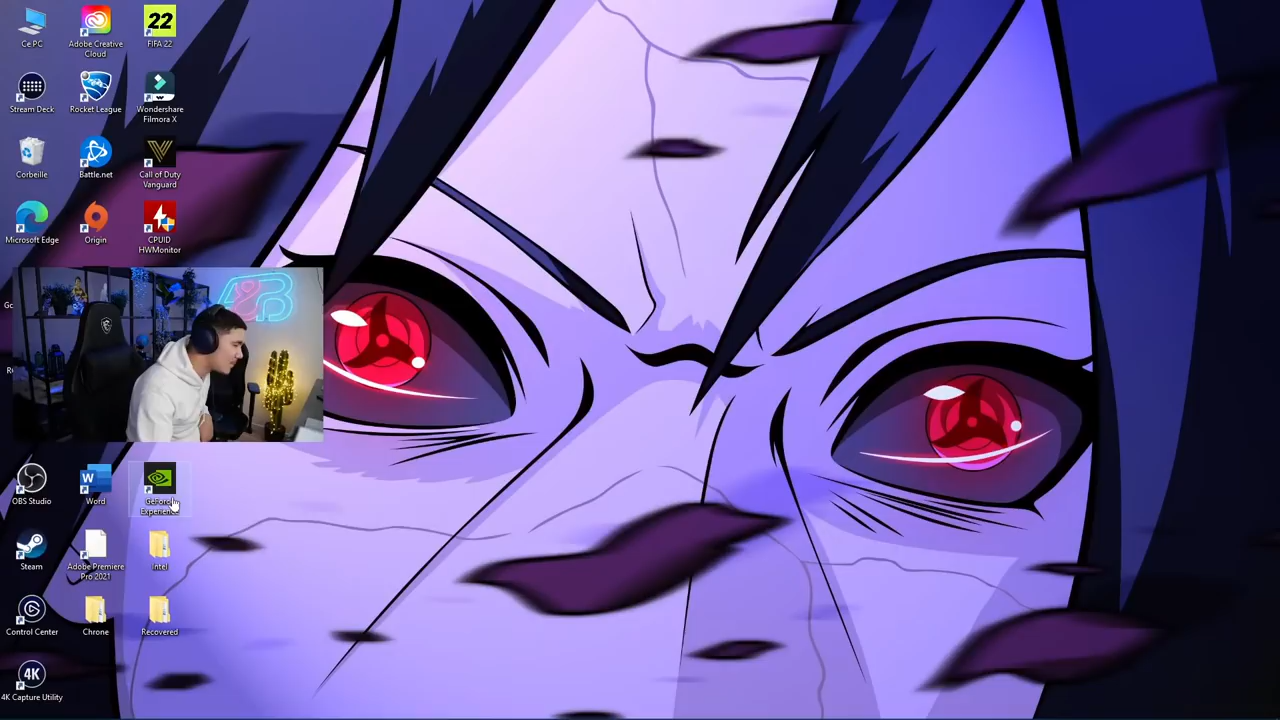 Ce PC
Adobe Creative
Cloud
22
FIFA 22
Stream Deck
Rocket League
Wondershare
Filmora X
Corbeille
Battle.net
Call of Duty
Vanguard
Microsoft Edge
Origin
CPUID
HWMonitor
A&B
OBS Studio
W
Word
GeForce
Experience
Steam
Adobe Premiere
Pro 2021
Intel
Control Center
Chrone
Recovered
4K
4K Capture Utility